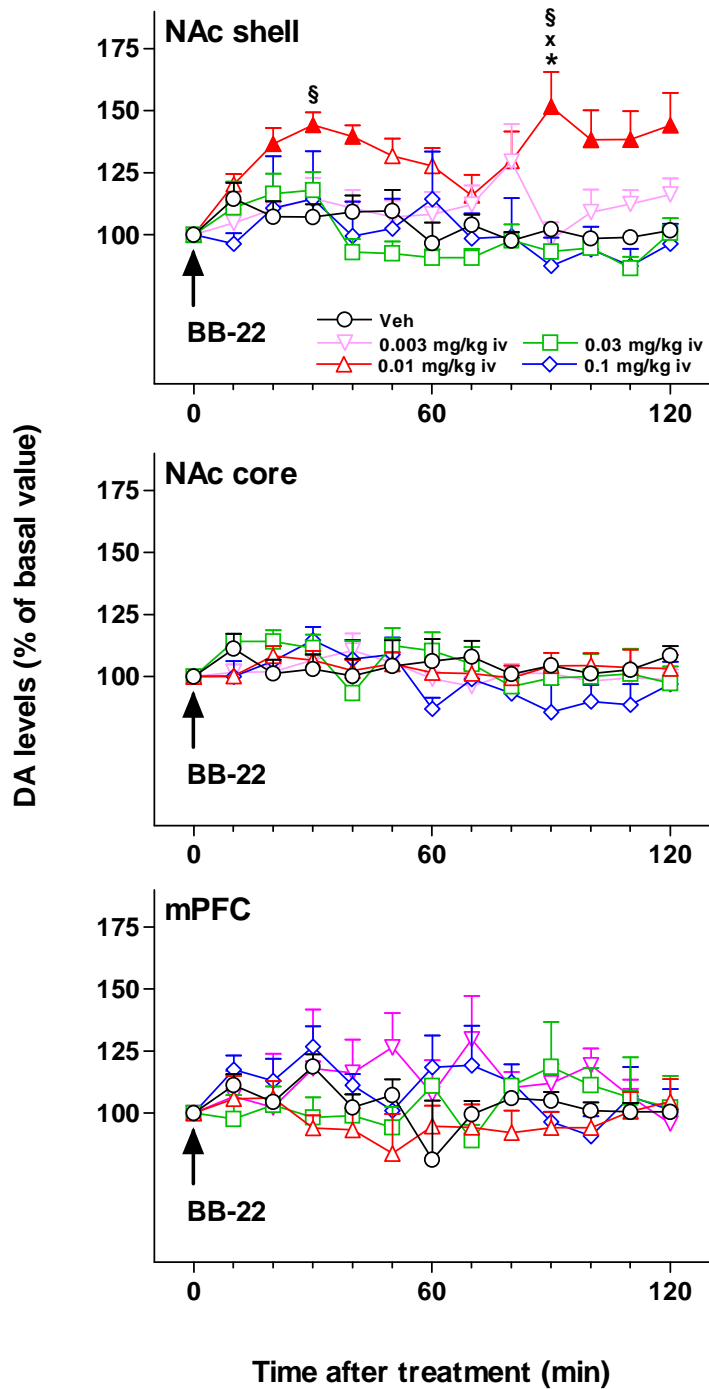 DA levels (% of basal value)
NAc shell
§
x
*
§
175
150
125
100
BB-22
Veh
0.003 mg/kg iv
0.03 mg/kg iv
0.01 mg/kg iv
0.1 mg/kg iv
0
60
120
NAc core
175
150
125
100
BB-22
0
60
120
mPFC
175
150
125
100
BB-22
0
60
120
Time after treatment (min)